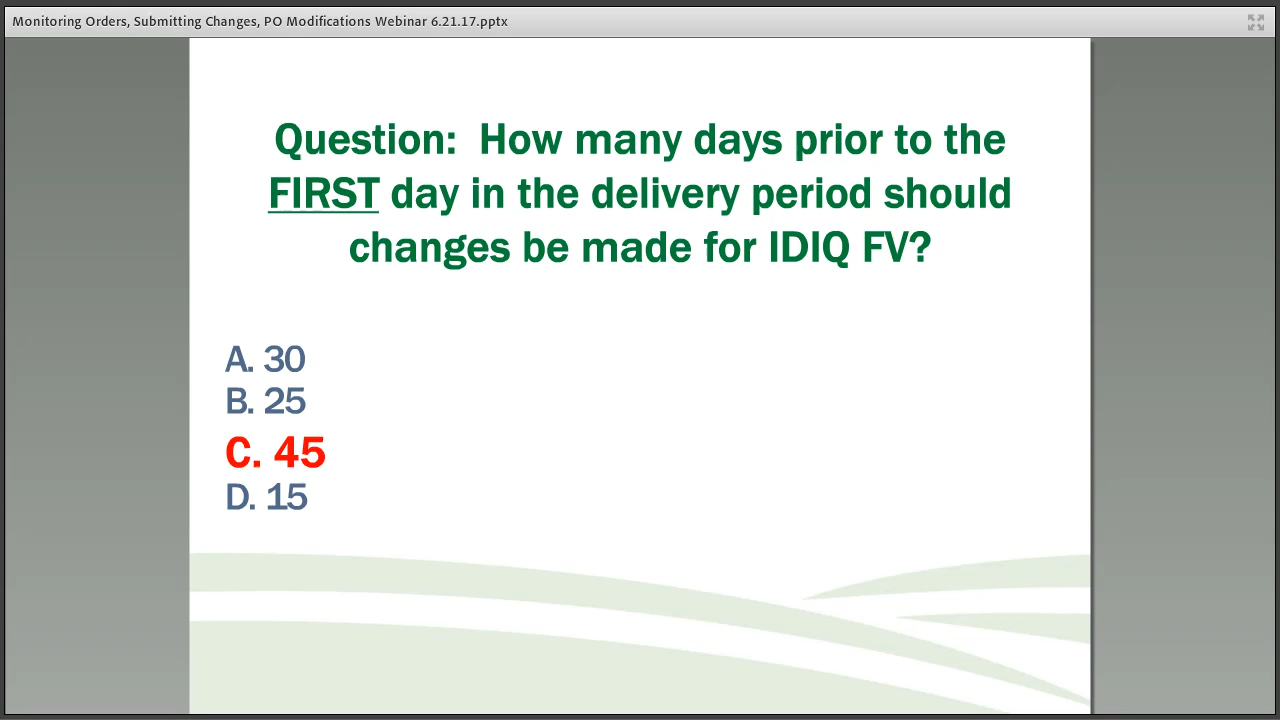 Monitoring Orders, Submitting Changes, PO Modifications Webinar 6.21.17.pptx
Question:  How many days prior to the
FIRST day in the delivery period should
changes be made for IDIQ FV?
A. 30
B. 25
C. 45
D. 15